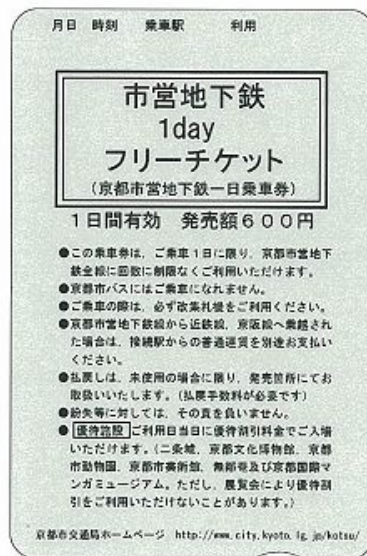 月日 時刻 乗車駅 利用
市営地下鉄
1day
フリーチケット
(京都市営地下鉄一日乗車券)
1日間有効 発売額600円
●この乗車券は、ご乗車1日に限り、京都市営地下
鉄全線に回数に制限なくご利用いただけます。
●京都市バスにはご乗車になれません。
●ご乗車の際は、必ず改集札機をご利用ください。
●京都市営地下鉄線から近鉄線、京阪線へ乗越された
た場合は、接続駅からの普通運賃を別途お支払い
ください。
●払戻しは、未使用の場合に限り、発売箇所にてお
取扱いいたします。(払戻手数料が必要です)
●紛失等に対しては、その責を負いません。
●優待施設 ご利用日当日に優待割引料金でご入場
いただけます。(二条城、京都文化博物館、京都
市動物園、京都市美術館、無鄰菴及び京都国際マ
ンガミュージアム。ただし、展覧会により優待割
引をご利用いただけないことがあります。)
京都市交通局ホームページ http://www.city.kyoto.lg.jp/kotsu/